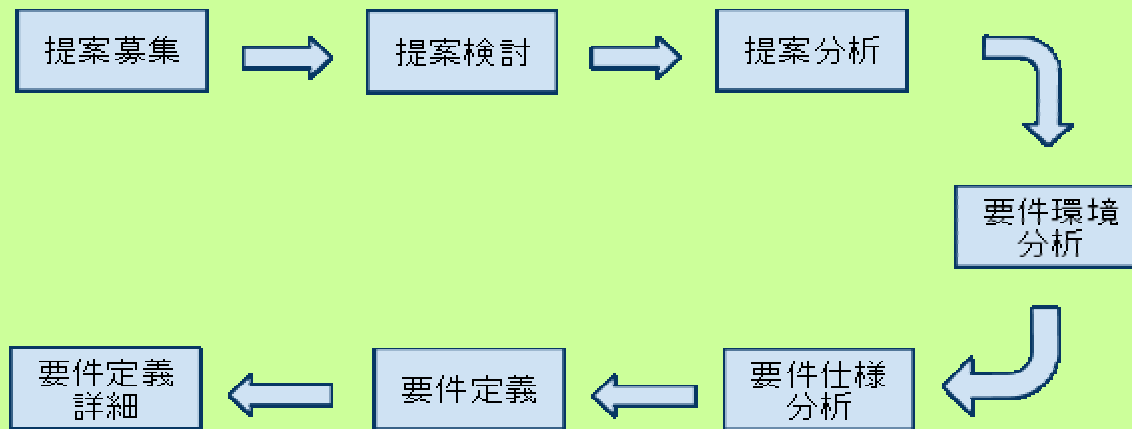 提案募集
提案検討
提案分析
要件環境
分析
要件仕様
分析
要件定義
要件定義
詳細